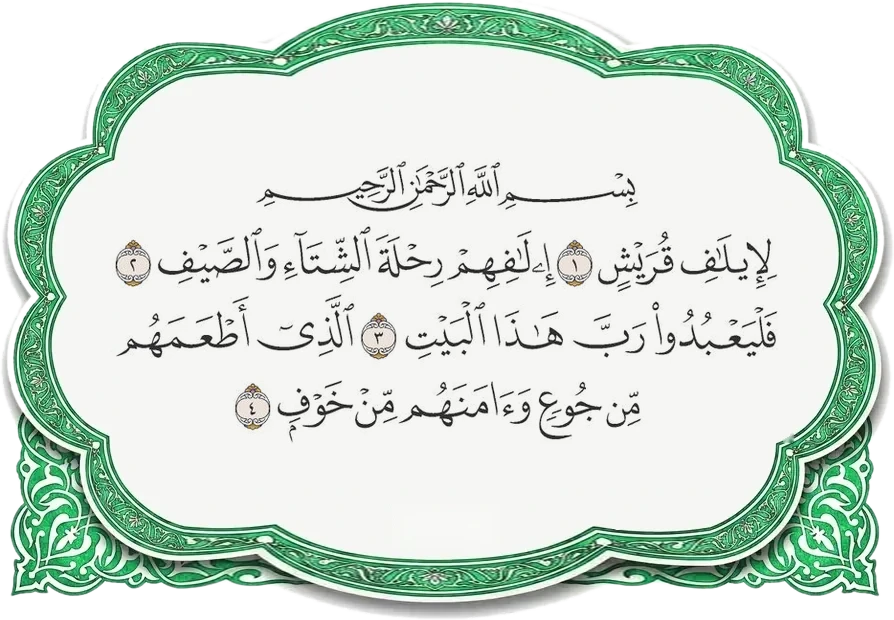 بِسْمِ ٱللَّهِ ٱلرَّحْمَٰنِ ٱلرَّحِيمِ
لِإِيلَٰفِ قُرَيْشٍ ١ إِۦلَٰفِهِمْ رِحْلَةَ ٱلشِّتَآءِ وَٱلصَّيْفِ ٢
فَلْيَعْبُدُوا۟ رَبَّ هَٰذَا ٱلْبَيْتِ ٣ ٱلَّذِىٓ أَطْعَمَهُم
مِّن جُوعٍ وَءَامَنَهُم مِّنْ خَوْفٍۭ ٤